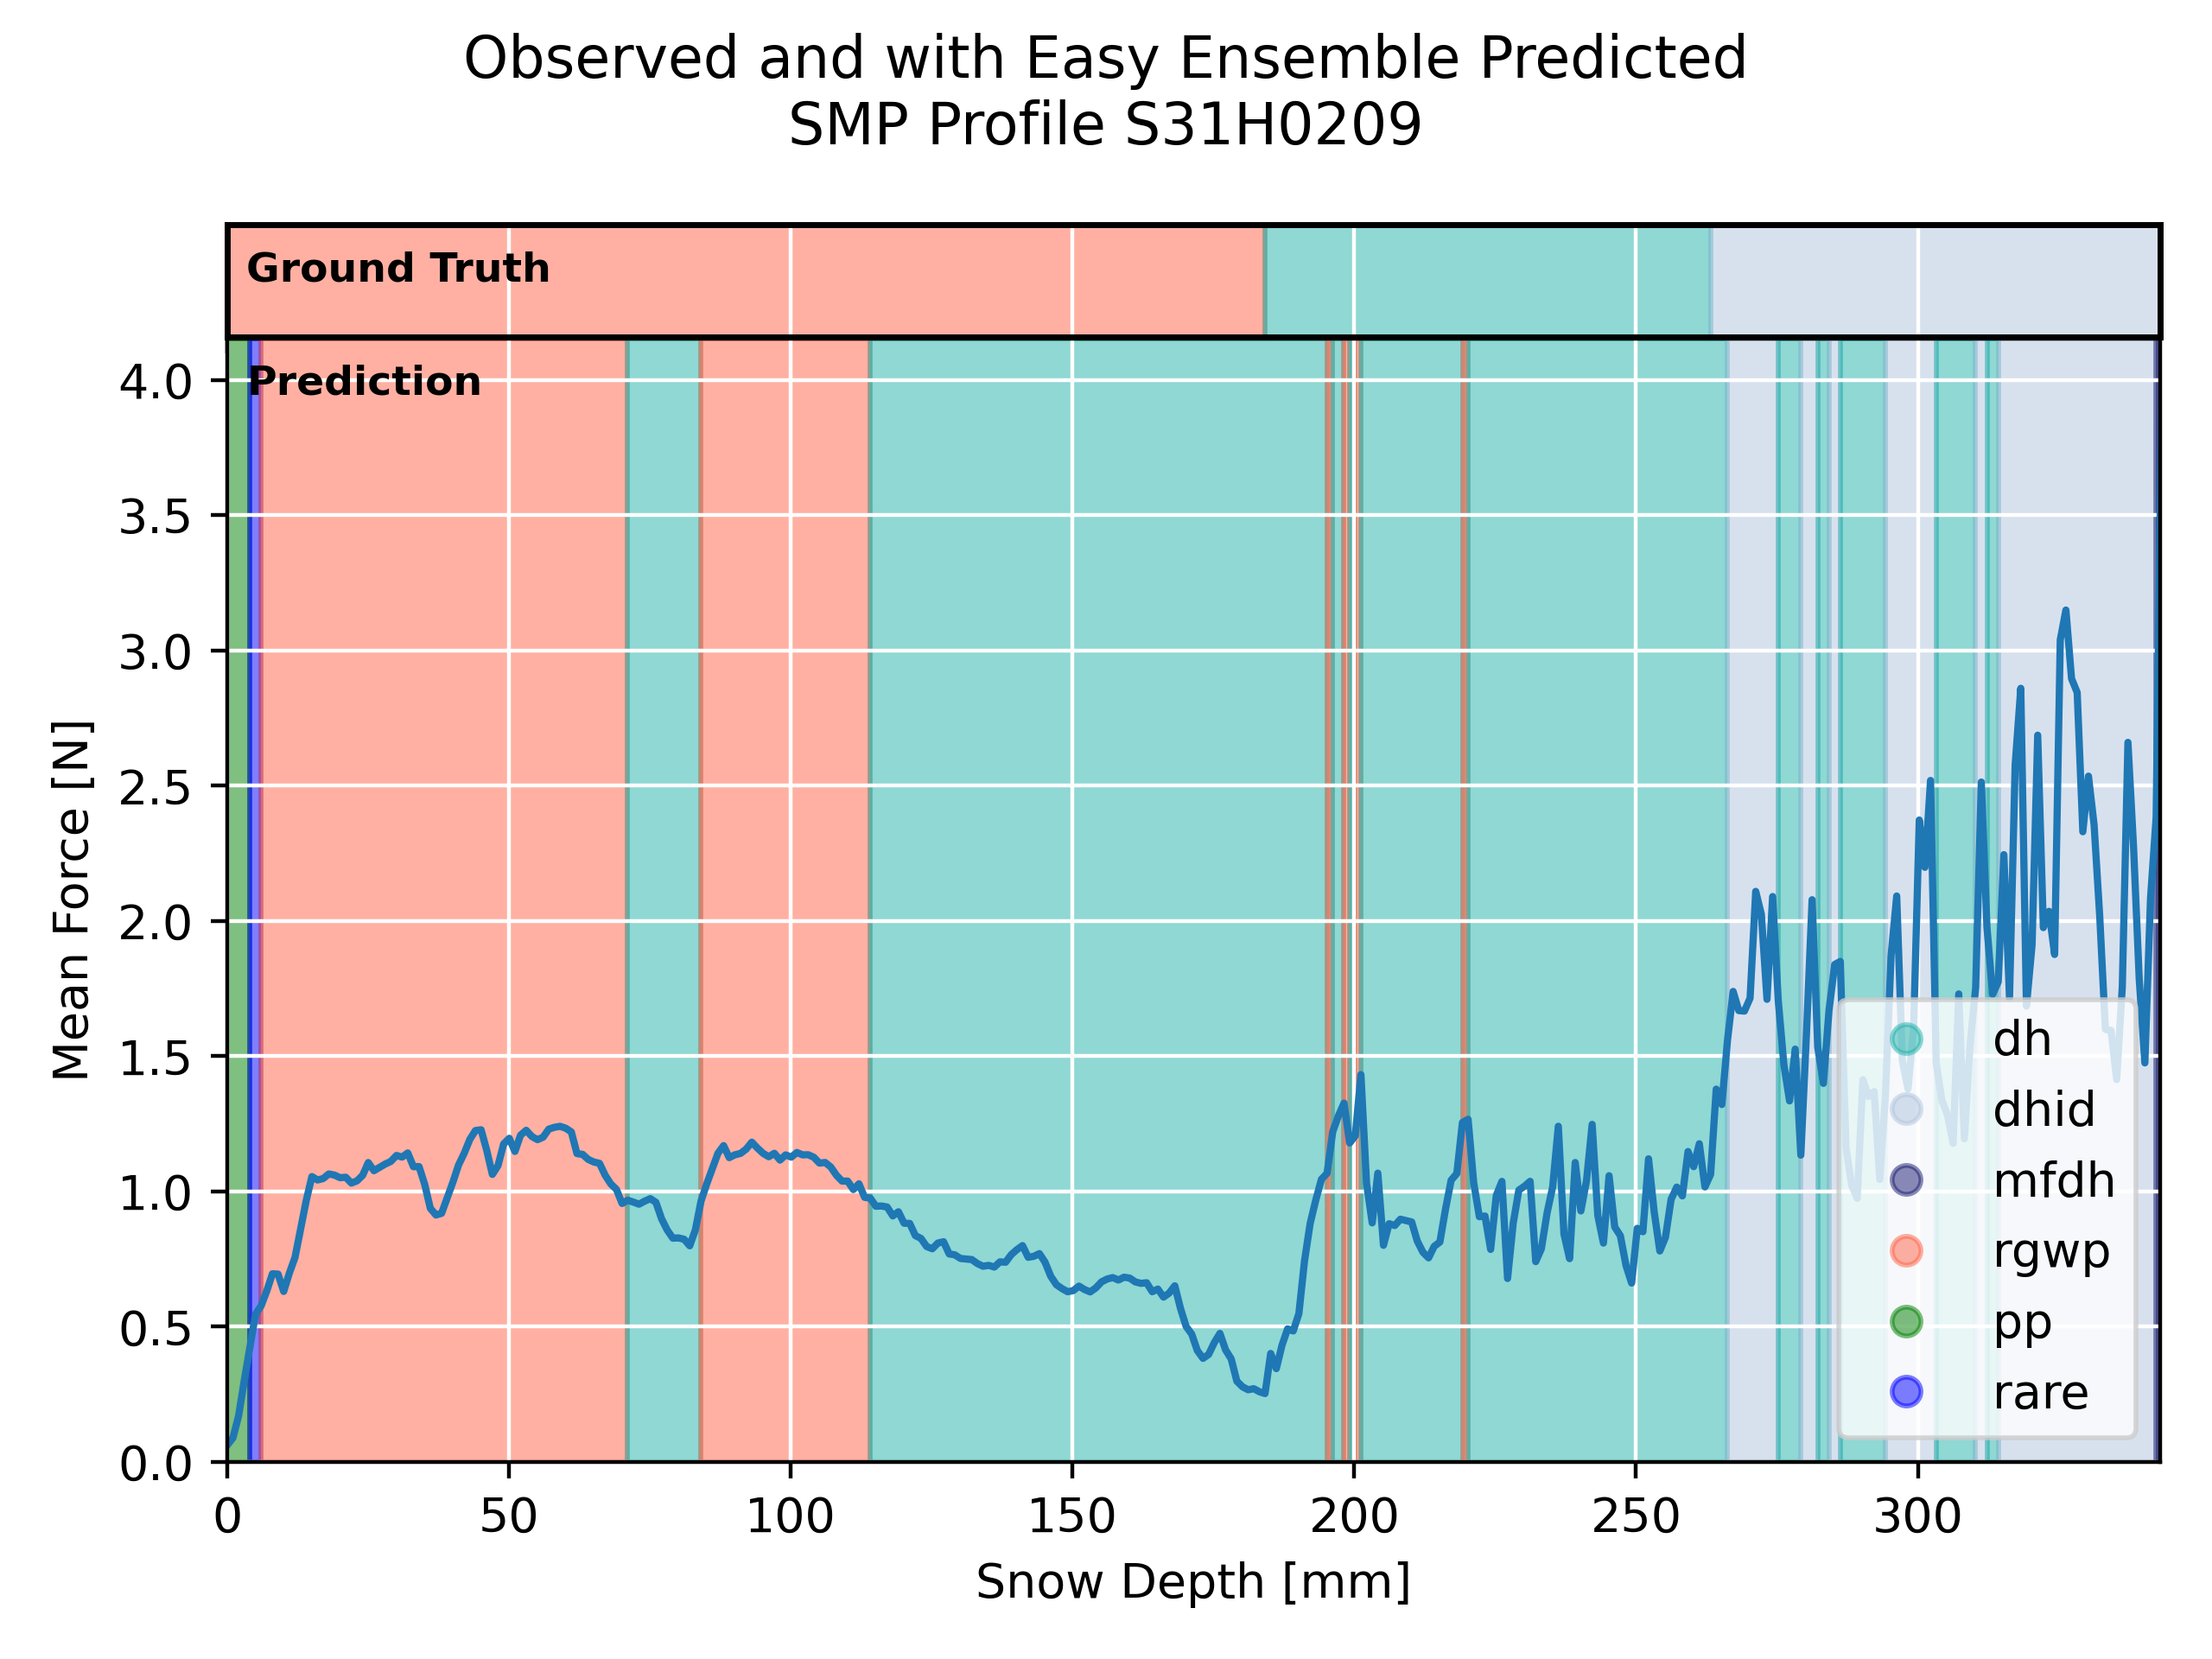 Observed and with Easy Ensemble Predicted
SMP Profile S31H0209
Ground Truth
Prediction
4.0
3.5
3.0
2.5
2.0
1.5
1.0
0.5
0.0
Mean Force [N]
dh
dhid
mfdh
rgwp
pp
rare
0 50 100 150 200 250 300
Snow Depth [mm]